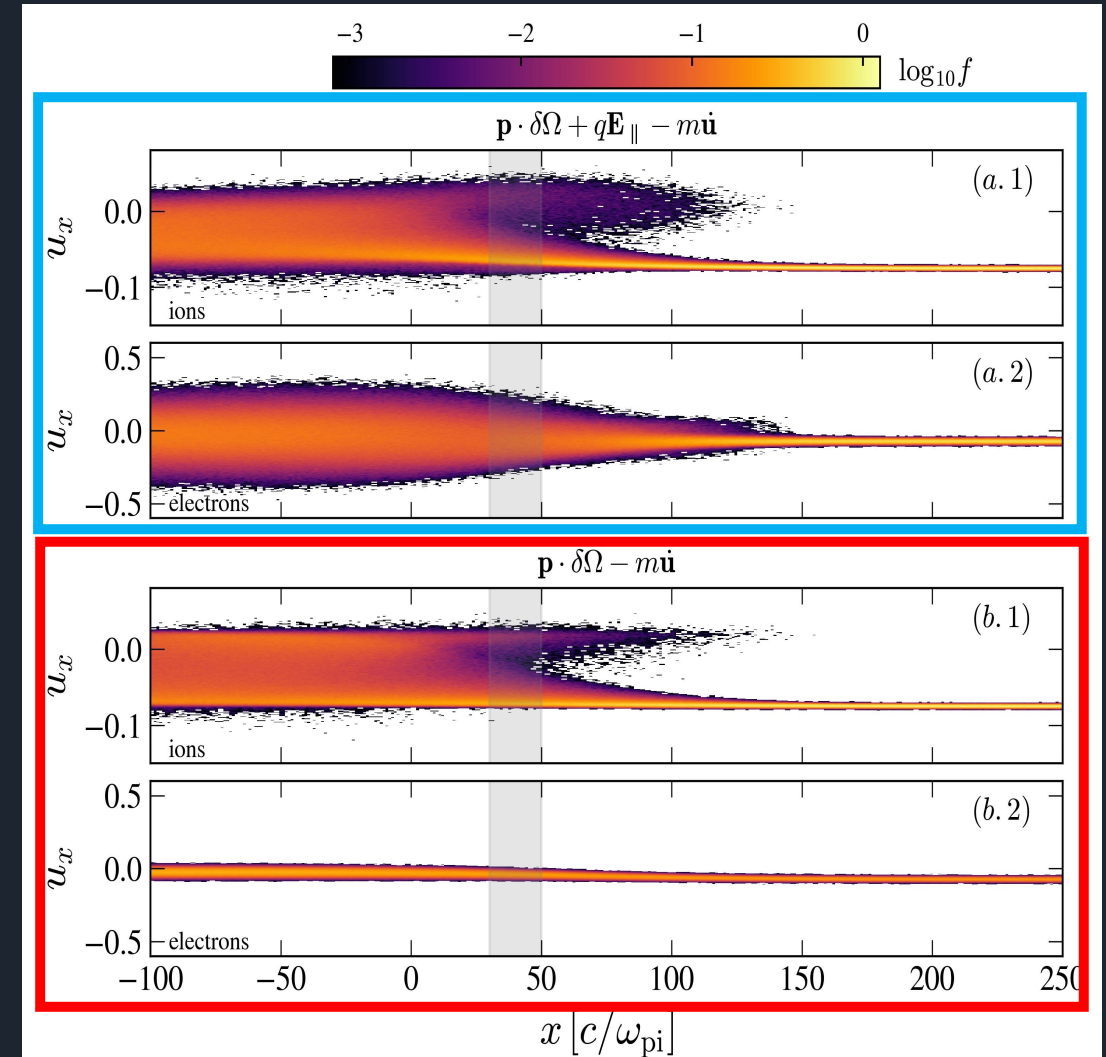 −3 −2 −1 0
log₁₀ f
𝐩 · δΩ + q𝐄∥ − m𝐮̇
(a.1)
0.0
−0.1
uₓ
ions
(a.2)
0.5
0.0
−0.5
uₓ
electrons
𝐩 · δΩ − m𝐮̇
(b.1)
0.0
−0.1
uₓ
ions
(b.2)
0.5
0.0
−0.5
uₓ
electrons
−100 −50 0 50 100 150 200 250
x [c/ωpi]